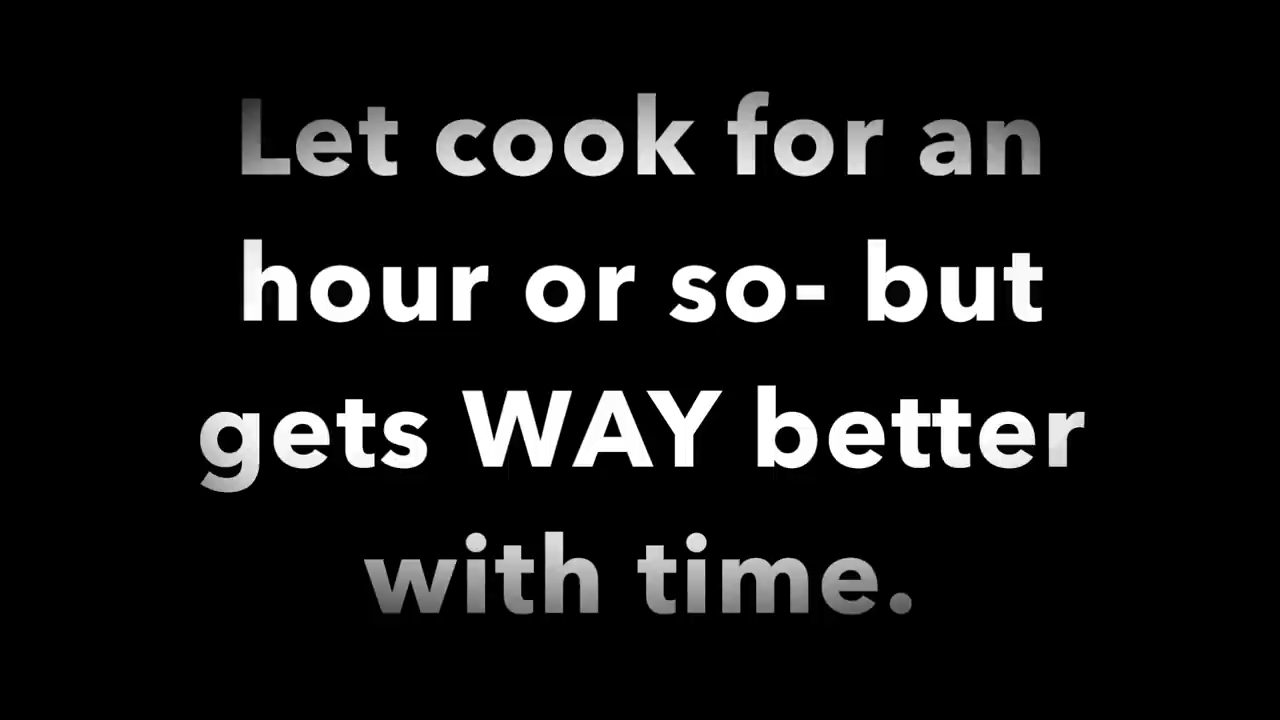 Let cook for an
hour or so- but
gets WAY better
with time.